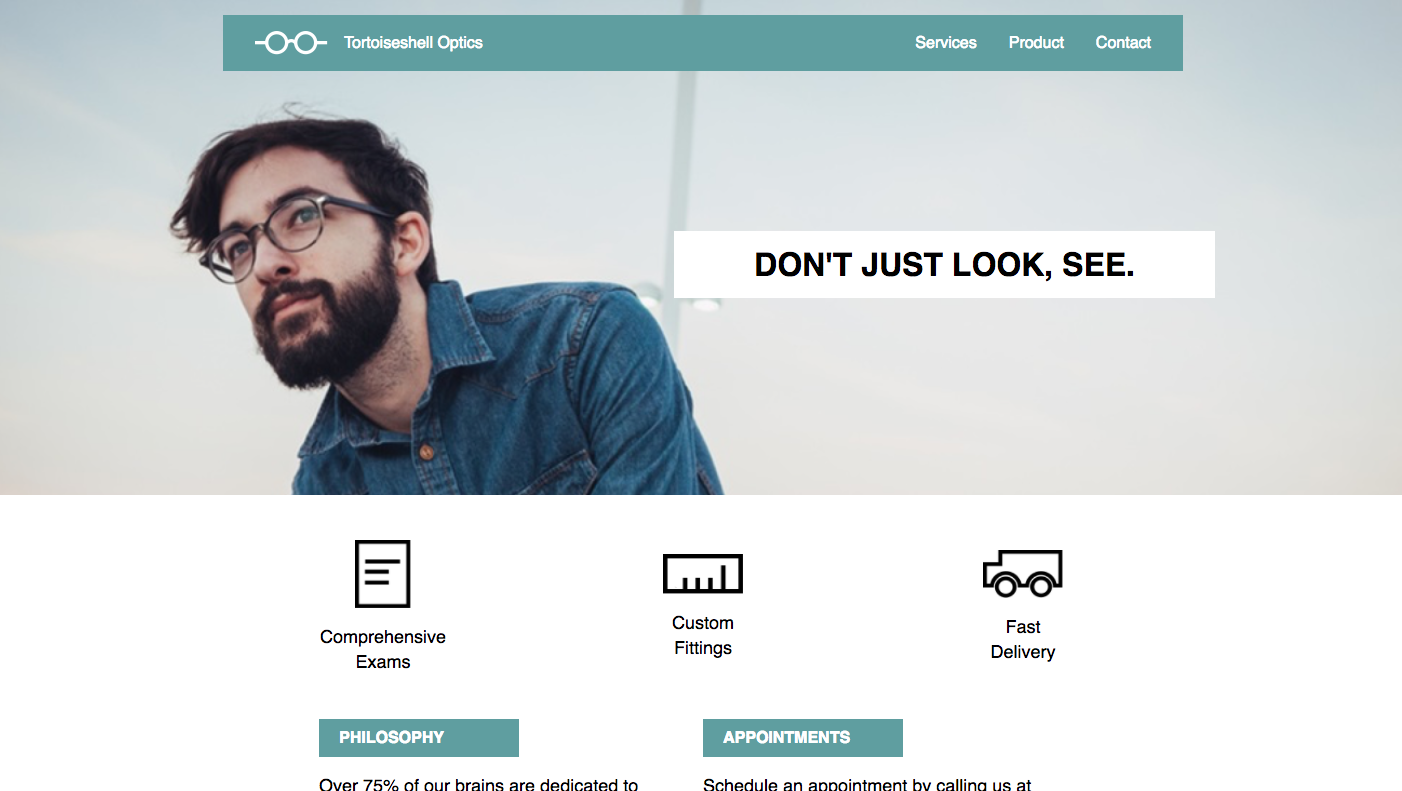 Tortoiseshell Optics
Services Product Contact
DON'T JUST LOOK, SEE.
Comprehensive
Exams
Custom
Fittings
Fast
Delivery
PHILOSOPHY
Over 75% of our brains are dedicated to
APPOINTMENTS
Schedule an appointment by calling us at